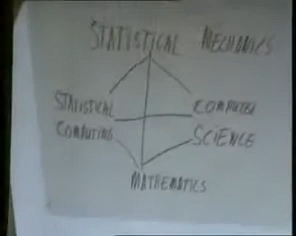 STATISTICAL MECHANICS
STATISTICAL COMPUTER
COMPUTING SCIENCE
MATHEMATICS